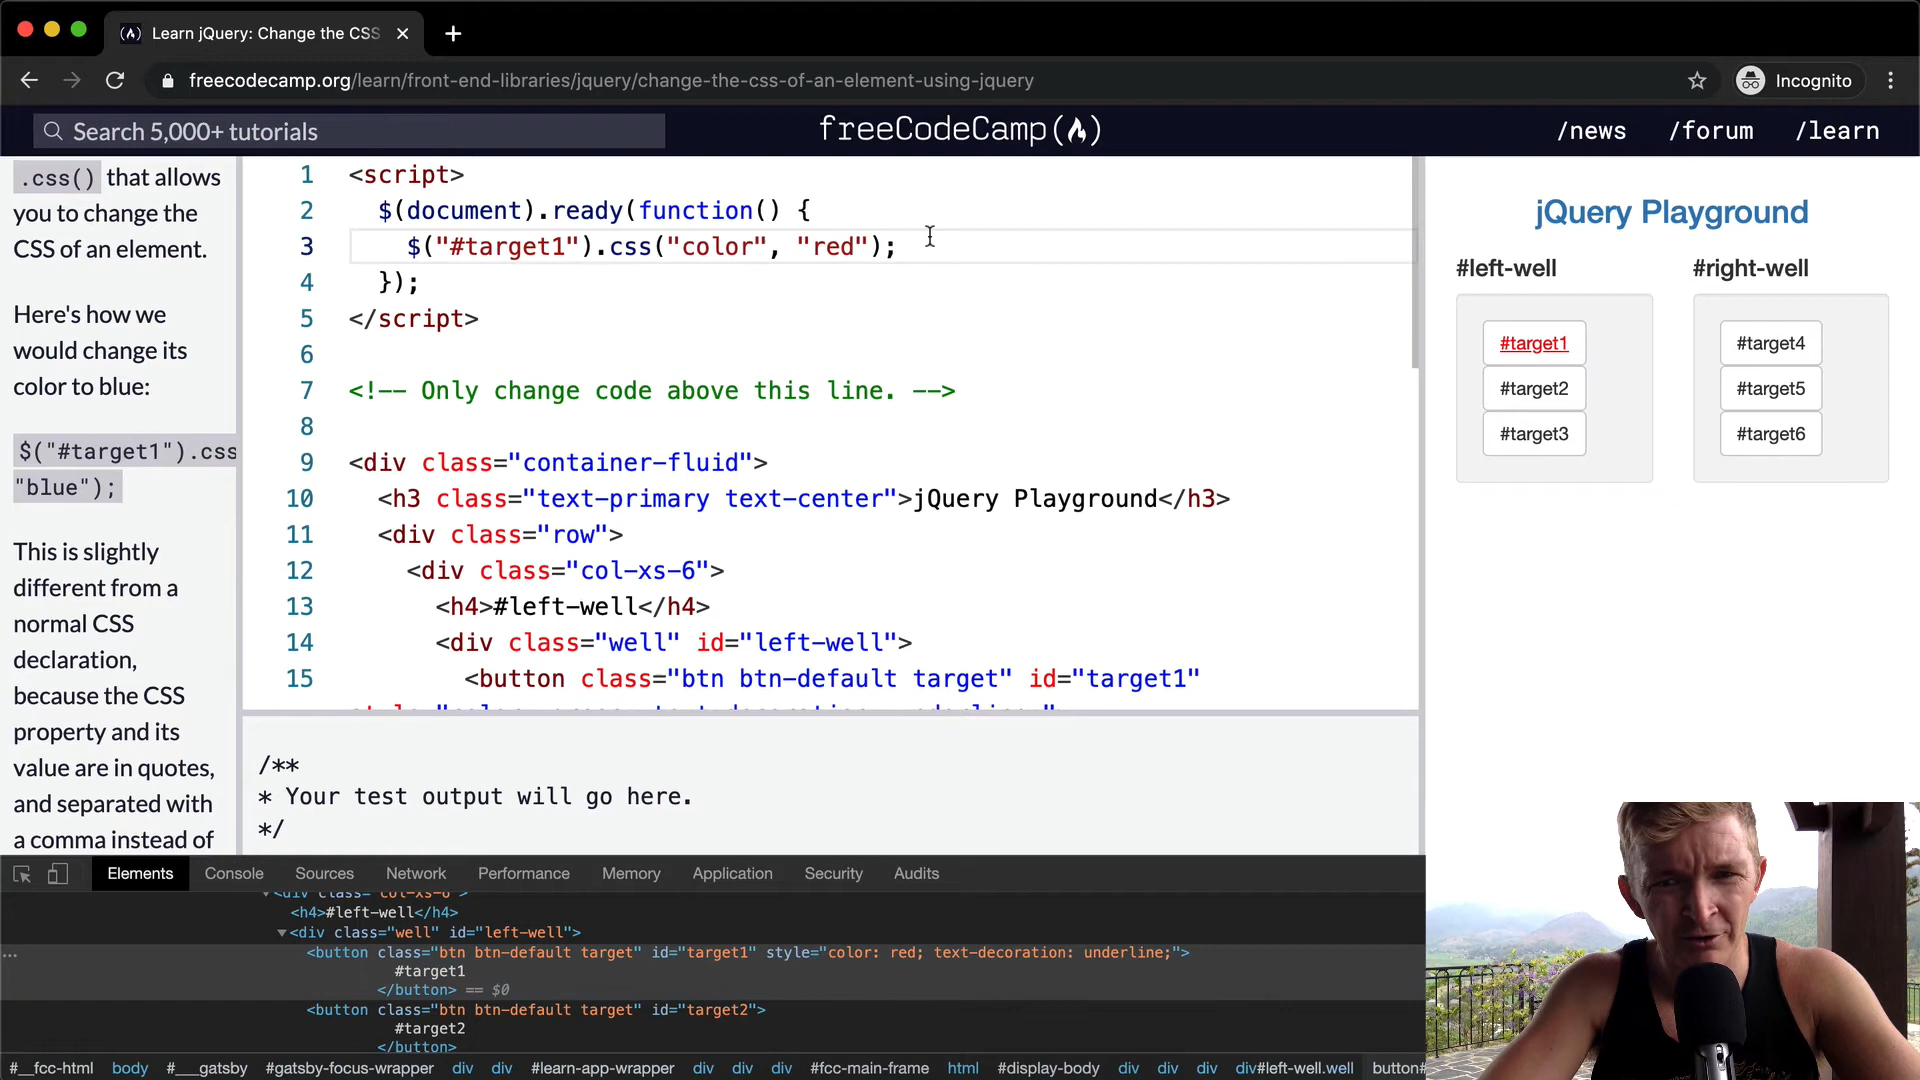 Learn jQuery: Change the CSS
freecodecamp.org/learn/front-end-libraries/jquery/change-the-css-of-an-element-using-jquery
Incognito
Search 5,000+ tutorials
freeCodeCamp(🔥)
/news
/forum
/learn
.css() that allows
you to change the
CSS of an element.
Here's how we
would change its
color to blue:
$("#target1").css
"blue");
This is slightly
different from a
normal CSS
declaration,
because the CSS
property and its
value are in quotes,
and separated with
a comma instead of
1 <script>
2 $(document).ready(function() {
3 $("#target1").css("color", "red");
4 });
5 </script>
6
7 <!-- Only change code above this line. -->
8
9 <div class="container-fluid">
10 <h3 class="text-primary text-center">jQuery Playground</h3>
11 <div class="row">
12 <div class="col-xs-6">
13 <h4>#left-well</h4>
14 <div class="well" id="left-well">
15 <button class="btn btn-default target" id="target1"
/**
* Your test output will go here.
*/
jQuery Playground
#left-well
#target1
#target2
#target3
#right-well
#target4
#target5
#target6
Elements
Console
Sources
Network
Performance
Memory
Application
Security
Audits
<div class="col-xs-6">
<h4>#left-well</h4>
<div class="well" id="left-well">
<button class="btn btn-default target" id="target1" style="color: red; text-decoration: underline;">
#target1
</button> == $0
<button class="btn btn-default target" id="target2">
#target2
</button>
#__fcc-html body #___gatsby #gatsby-focus-wrapper div div #learn-app-wrapper div div div #fcc-main-frame html #display-body div div div div#left-well.well button#